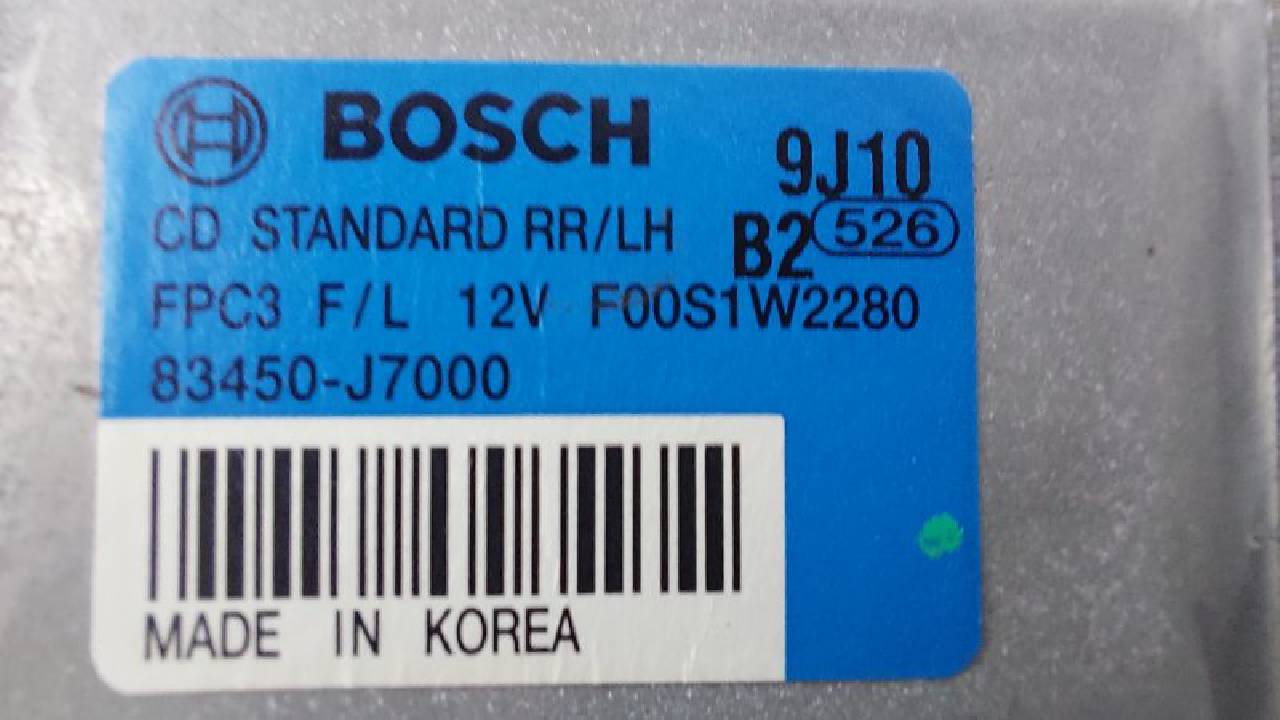 BOSCH
9J10
CD STANDARD RR/LH
B2 526
FPC3 F/L 12V F00S1W2280
83450-J7000
MADE IN KOREA